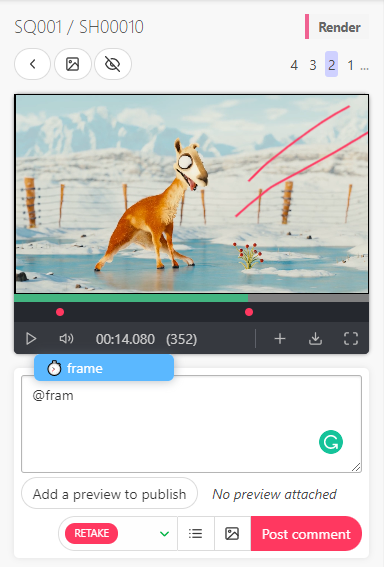 SQ001 / SH00010
Render
4 3 2 1 ...
00:14.080 (352)
frame
@fram
Add a preview to publish
No preview attached
RETAKE
Post comment